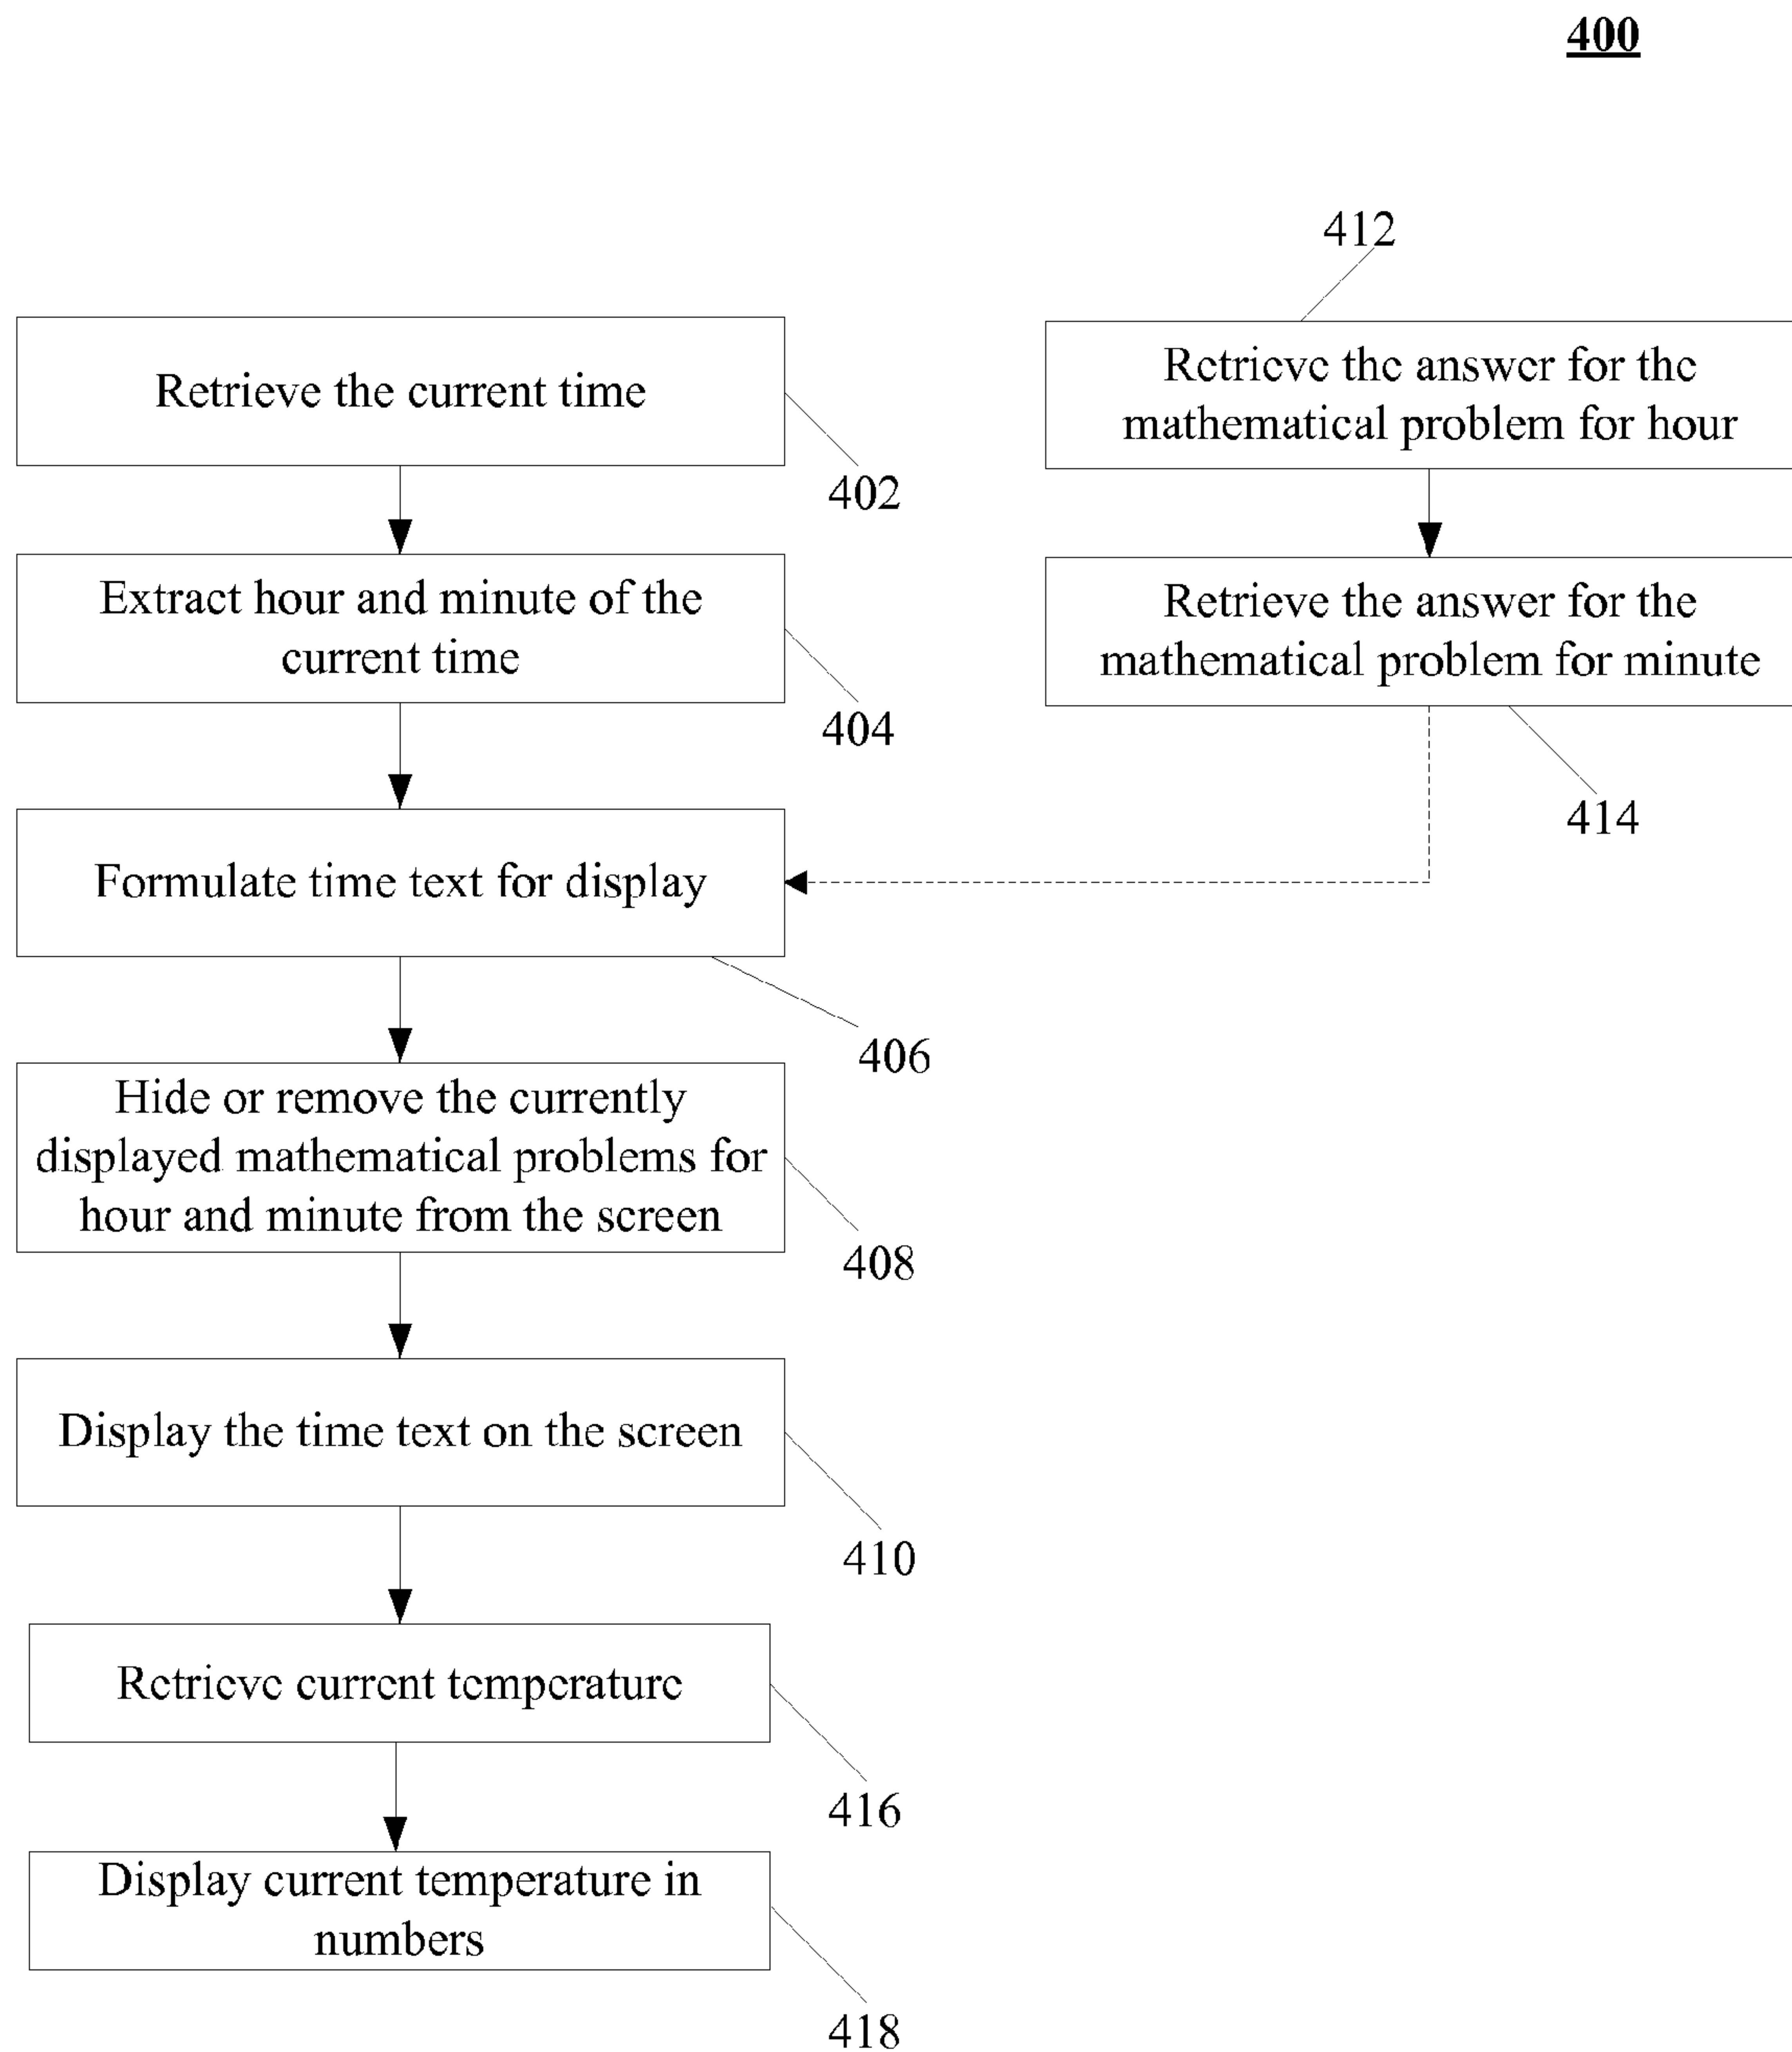 400
412
Retrieve the current time
Retrieve the answer for the
mathematical problem for hour
402
Extract hour and minute of the
current time
Retrieve the answer for the
mathematical problem for minute
404
414
Formulate time text for display
406
Hide or remove the currently
displayed mathematical problems for
hour and minute from the screen
408
Display the time text on the screen
410
Retrieve current temperature
416
Display current temperature in
numbers
418